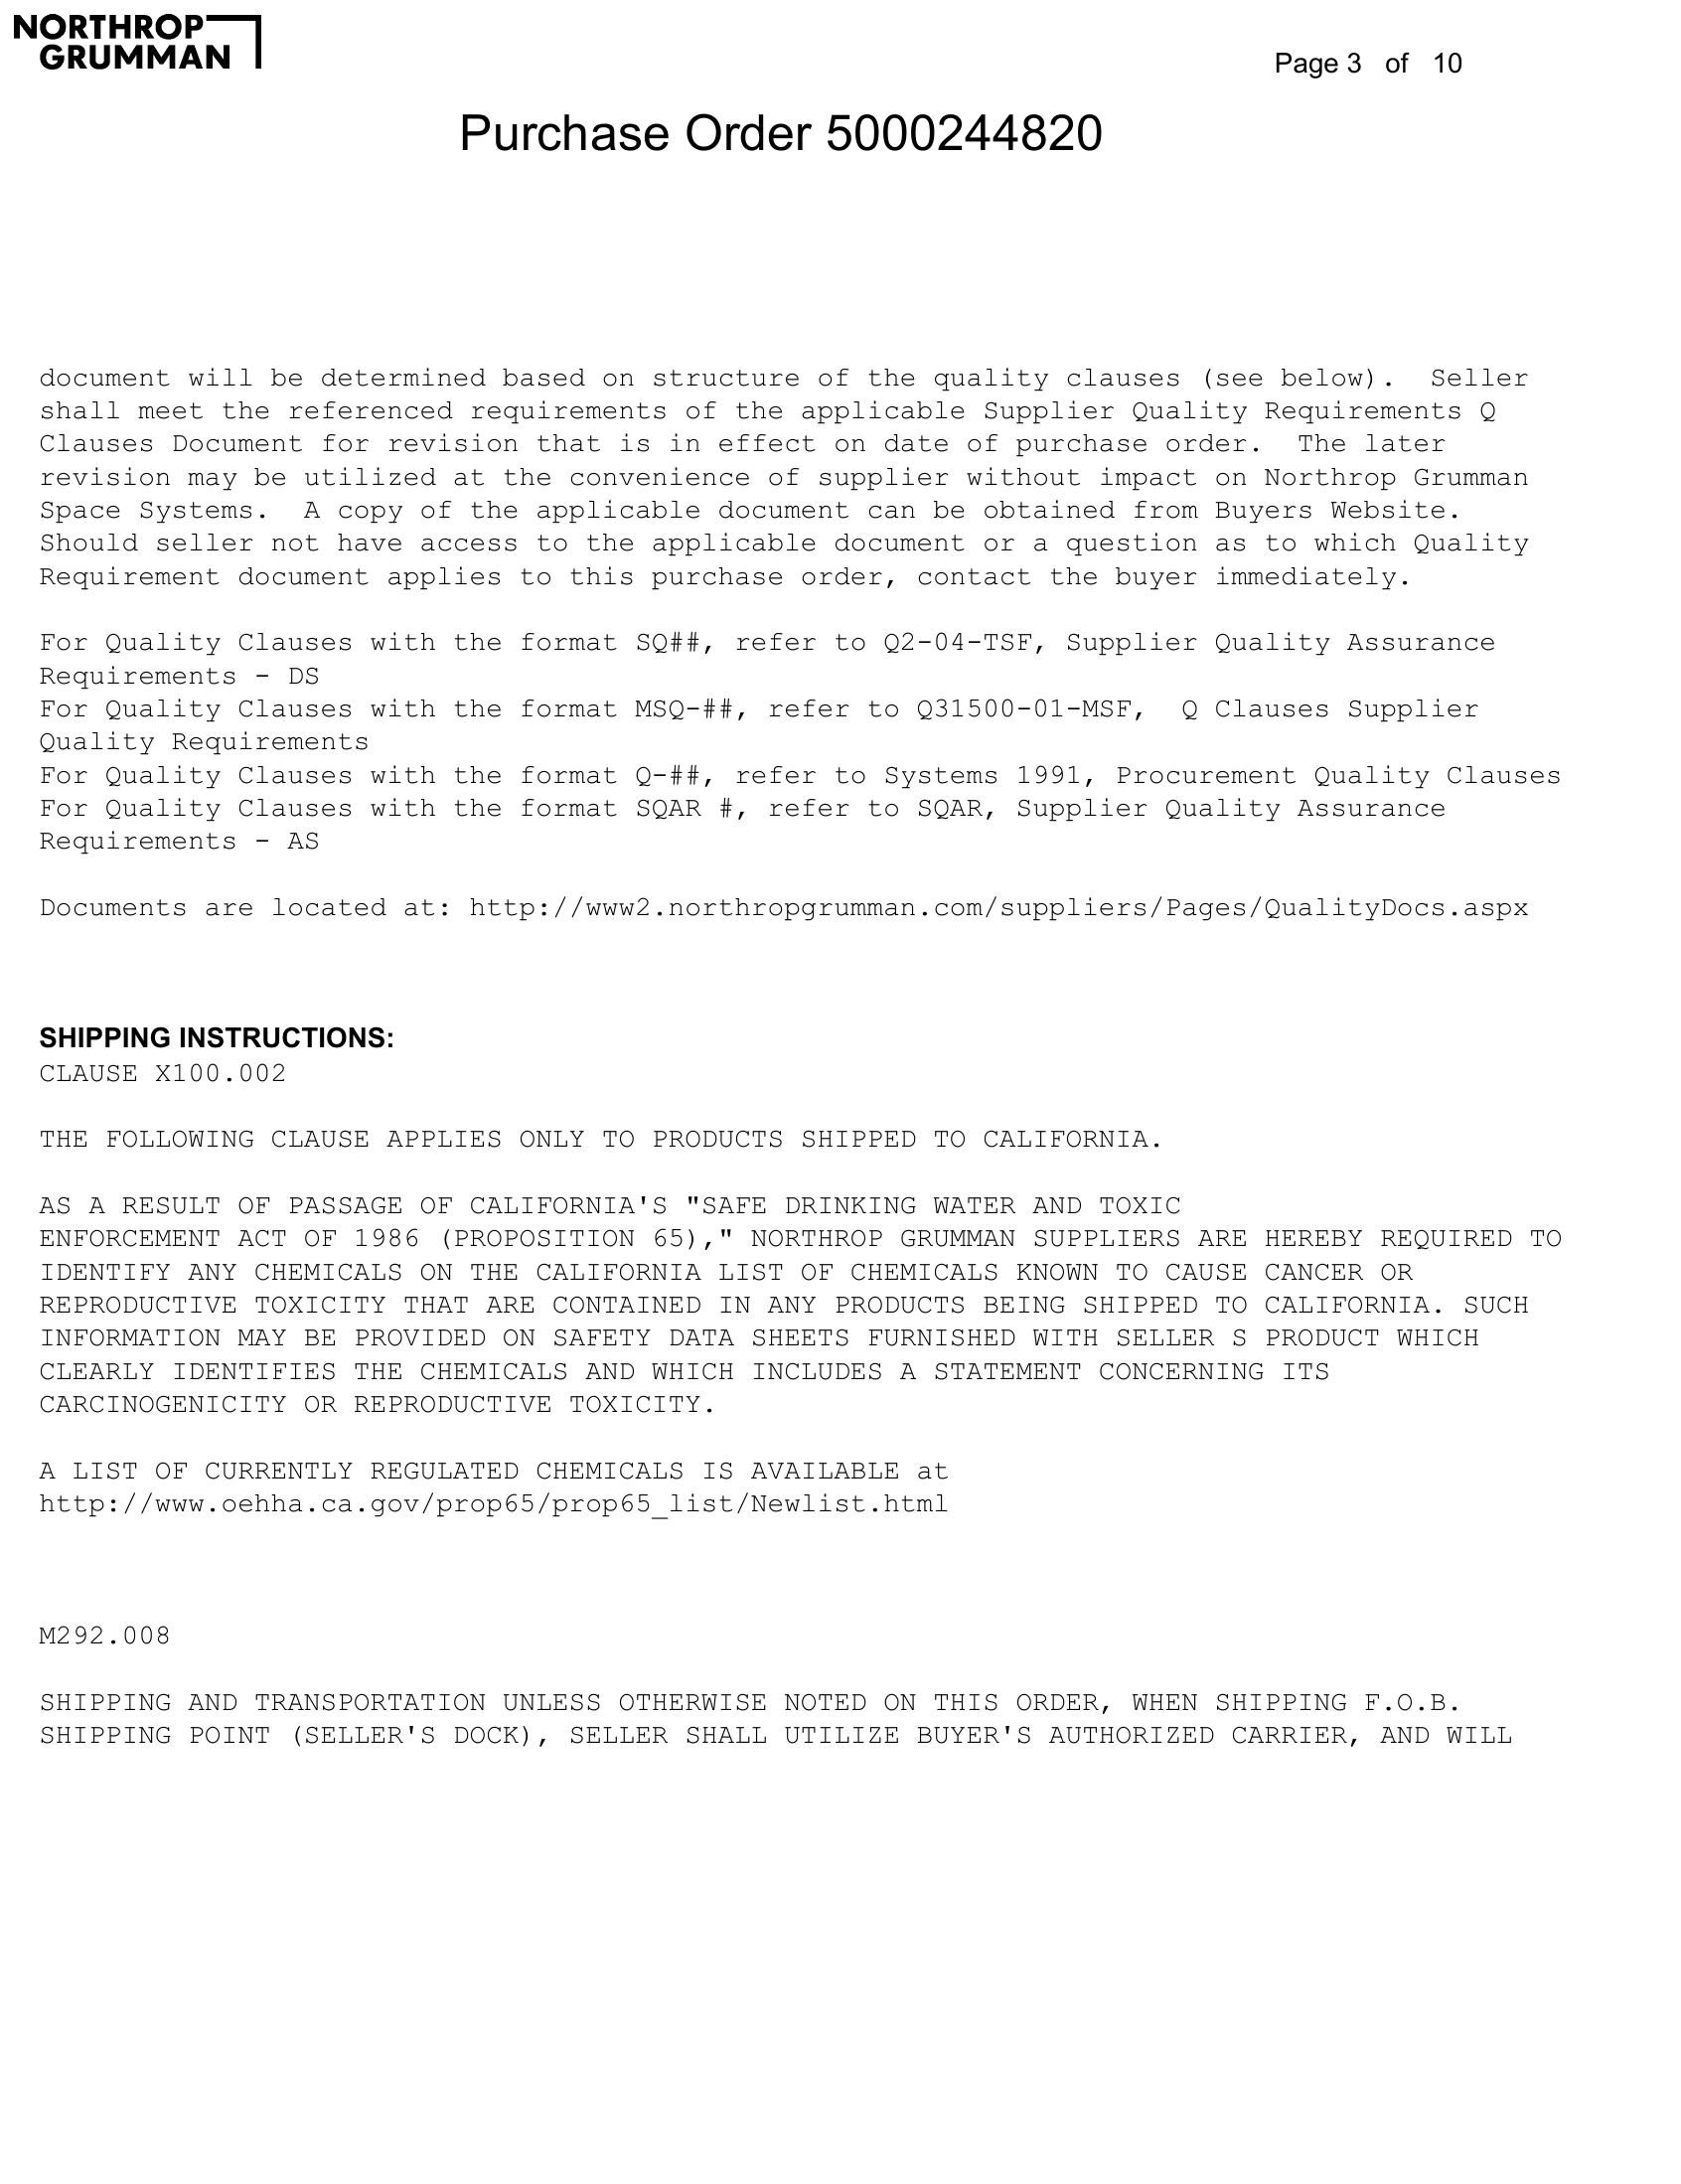 NORTHROP
GRUMMAN
Page 3 of 10
Purchase Order 5000244820
document will be determined based on structure of the quality clauses (see below).  Seller
shall meet the referenced requirements of the applicable Supplier Quality Requirements Q
Clauses Document for revision that is in effect on date of purchase order.  The later
revision may be utilized at the convenience of supplier without impact on Northrop Grumman
Space Systems.  A copy of the applicable document can be obtained from Buyers Website.
Should seller not have access to the applicable document or a question as to which Quality
Requirement document applies to this purchase order, contact the buyer immediately.
For Quality Clauses with the format SQ##, refer to Q2-04-TSF, Supplier Quality Assurance
Requirements - DS
For Quality Clauses with the format MSQ-##, refer to Q31500-01-MSF,  Q Clauses Supplier
Quality Requirements
For Quality Clauses with the format Q-##, refer to Systems 1991, Procurement Quality Clauses
For Quality Clauses with the format SQAR #, refer to SQAR, Supplier Quality Assurance
Requirements - AS
Documents are located at: http://www2.northropgrumman.com/suppliers/Pages/QualityDocs.aspx
SHIPPING INSTRUCTIONS:
CLAUSE X100.002
THE FOLLOWING CLAUSE APPLIES ONLY TO PRODUCTS SHIPPED TO CALIFORNIA.
AS A RESULT OF PASSAGE OF CALIFORNIA'S "SAFE DRINKING WATER AND TOXIC
ENFORCEMENT ACT OF 1986 (PROPOSITION 65)," NORTHROP GRUMMAN SUPPLIERS ARE HEREBY REQUIRED TO
IDENTIFY ANY CHEMICALS ON THE CALIFORNIA LIST OF CHEMICALS KNOWN TO CAUSE CANCER OR
REPRODUCTIVE TOXICITY THAT ARE CONTAINED IN ANY PRODUCTS BEING SHIPPED TO CALIFORNIA. SUCH
INFORMATION MAY BE PROVIDED ON SAFETY DATA SHEETS FURNISHED WITH SELLER S PRODUCT WHICH
CLEARLY IDENTIFIES THE CHEMICALS AND WHICH INCLUDES A STATEMENT CONCERNING ITS
CARCINOGENICITY OR REPRODUCTIVE TOXICITY.
A LIST OF CURRENTLY REGULATED CHEMICALS IS AVAILABLE at
http://www.oehha.ca.gov/prop65/prop65_list/Newlist.html
M292.008
SHIPPING AND TRANSPORTATION UNLESS OTHERWISE NOTED ON THIS ORDER, WHEN SHIPPING F.O.B.
SHIPPING POINT (SELLER'S DOCK), SELLER SHALL UTILIZE BUYER'S AUTHORIZED CARRIER, AND WILL